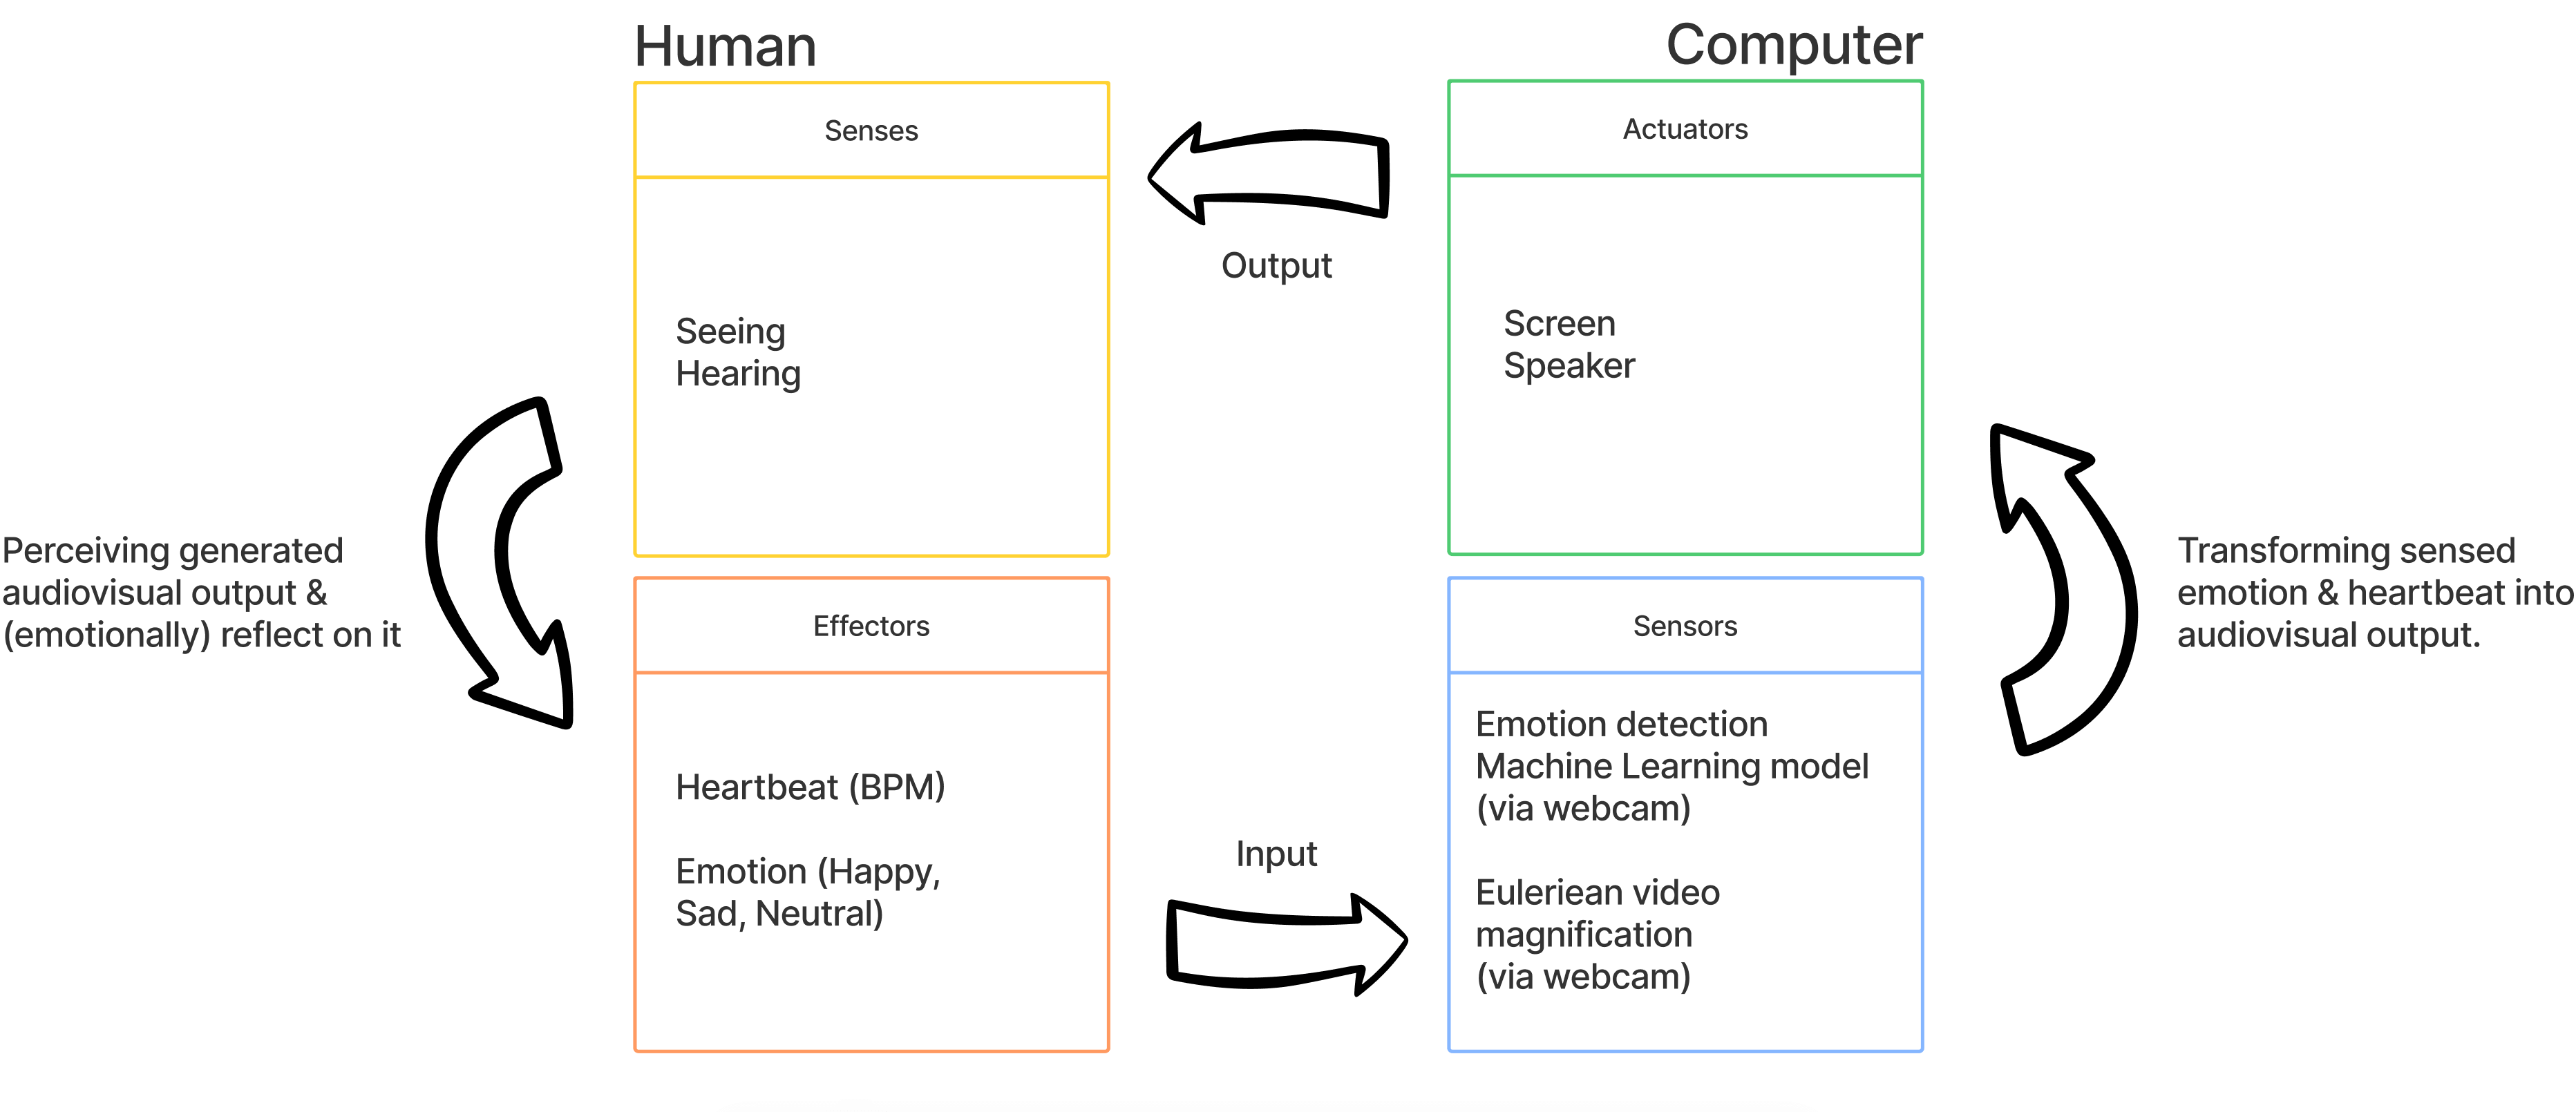 Human
Computer
Senses
Actuators
Output
Seeing
Hearing
Screen
Speaker
Perceiving generated
audiovisual output &
(emotionally) reflect on it
Transforming sensed
emotion & heartbeat into
audiovisual output.
Effectors
Sensors
Heartbeat (BPM)
Emotion (Happy,
Sad, Neutral)
Input
Emotion detection
Machine Learning model
(via webcam)
Euleriean video
magnification
(via webcam)